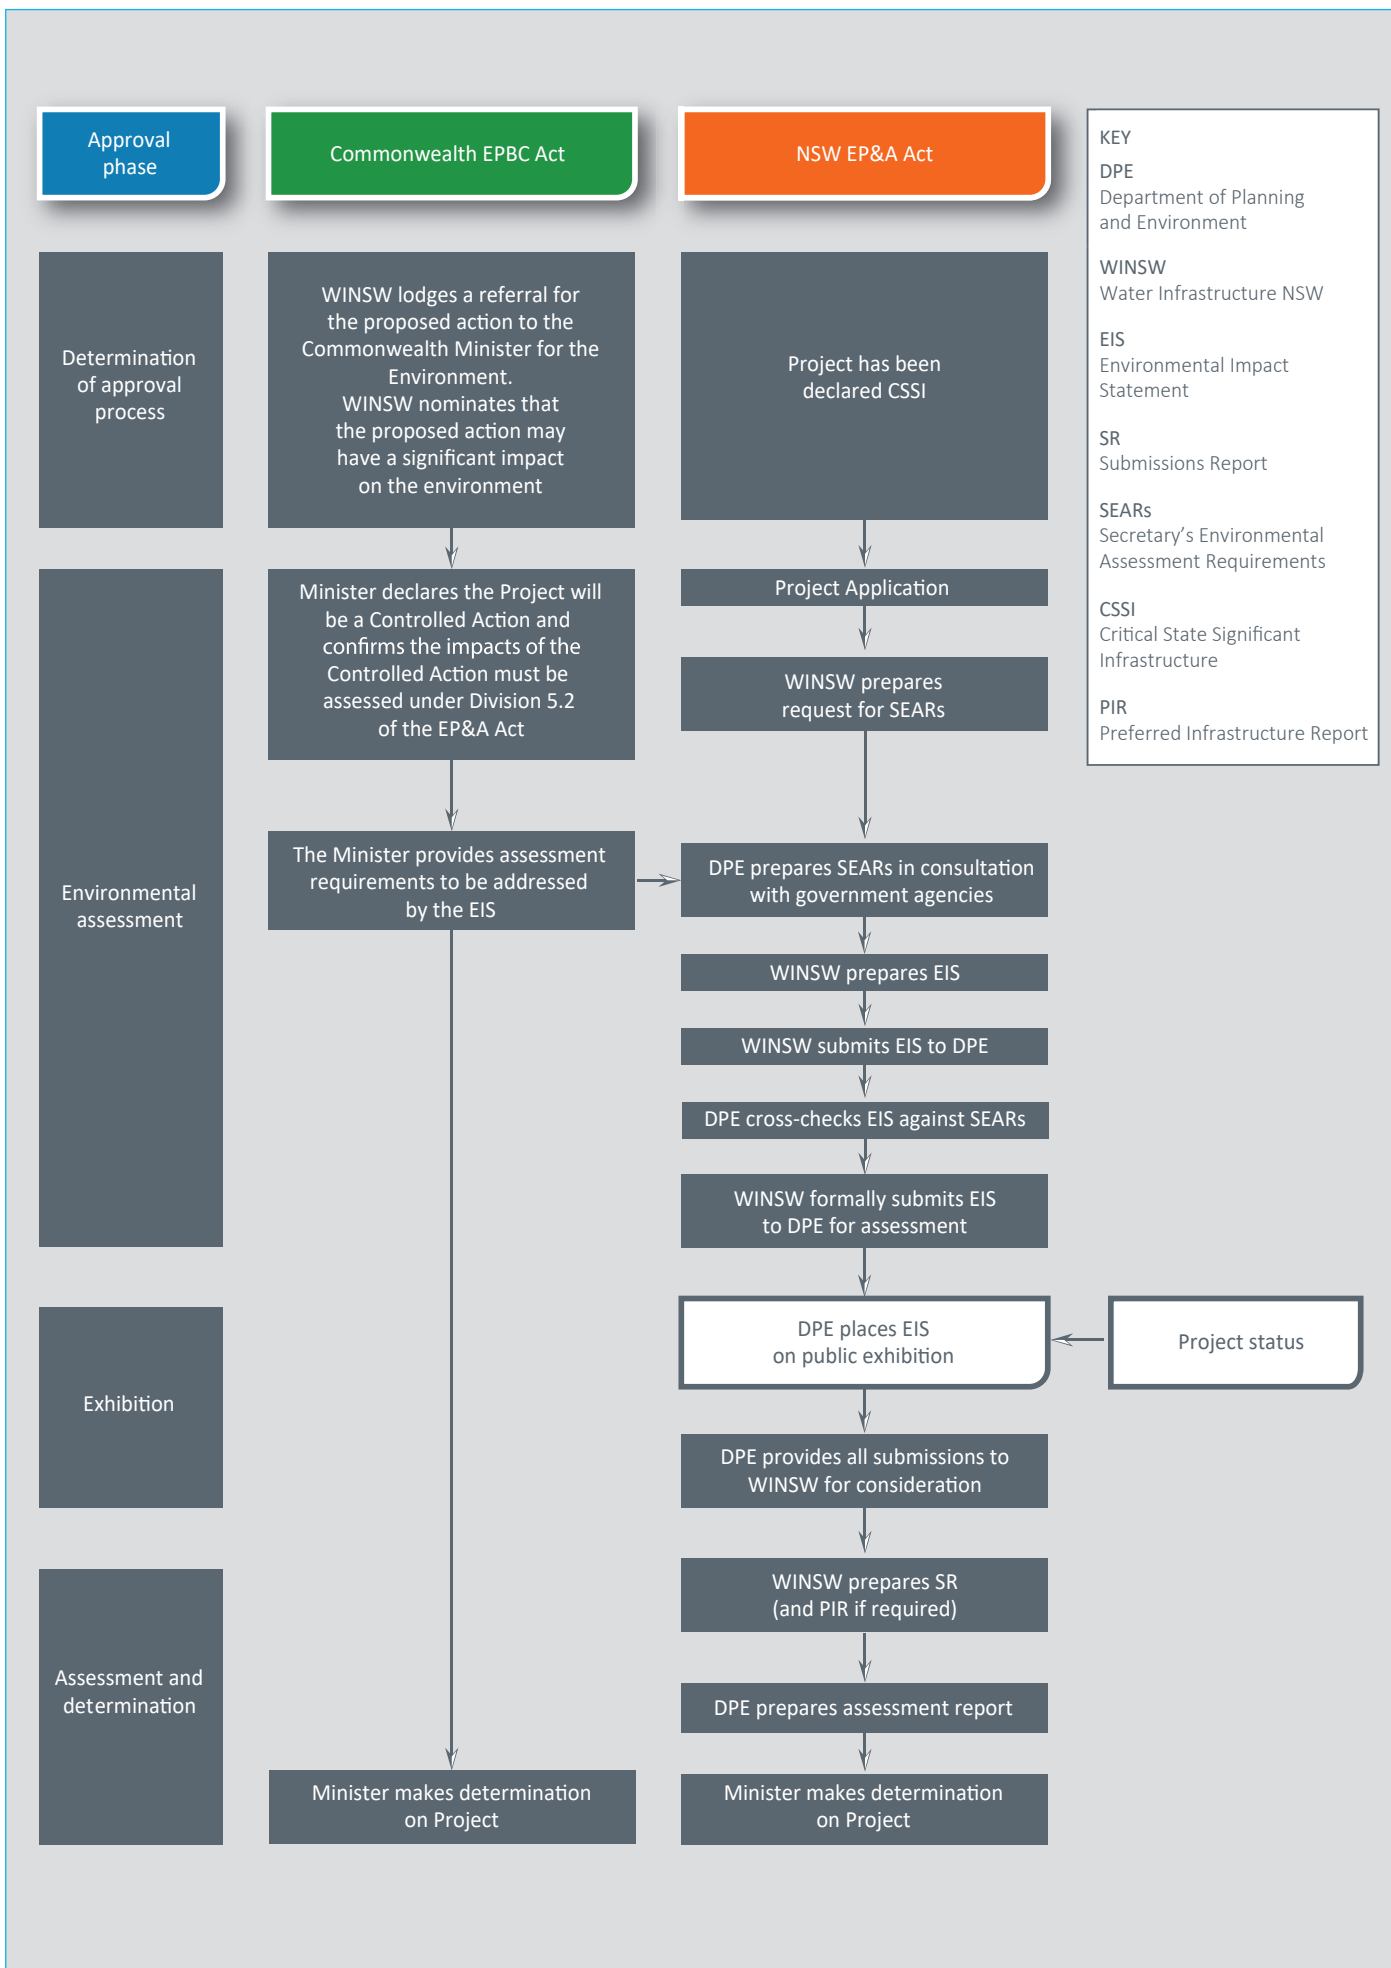 Approval
phase
Commonwealth EPBC Act
NSW EP&A Act
KEY
DPE
Department of Planning
and Environment
WINSW
Water Infrastructure NSW
EIS
Environmental Impact
Statement
SR
Submissions Report
SEARs
Secretary’s Environmental
Assessment Requirements
CSSI
Critical State Significant
Infrastructure
PIR
Preferred Infrastructure Report
Determination
of approval
process
WINSW lodges a referral for
the proposed action to the
Commonwealth Minister for the
Environment.
WINSW nominates that
the proposed action may
have a significant impact
on the environment
Project has been
declared CSSI
Environmental
assessment
Minister declares the Project will
be a Controlled Action and
confirms the impacts of the
Controlled Action must be
assessed under Division 5.2
of the EP&A Act
The Minister provides assessment
requirements to be addressed
by the EIS
Project Application
WINSW prepares
request for SEARs
DPE prepares SEARs in consultation
with government agencies
WINSW prepares EIS
WINSW submits EIS to DPE
DPE cross-checks EIS against SEARs
WINSW formally submits EIS
to DPE for assessment
Exhibition
DPE places EIS
on public exhibition
Project status
DPE provides all submissions to
WINSW for consideration
Assessment and
determination
WINSW prepares SR
(and PIR if required)
DPE prepares assessment report
Minister makes determination
on Project
Minister makes determination
on Project